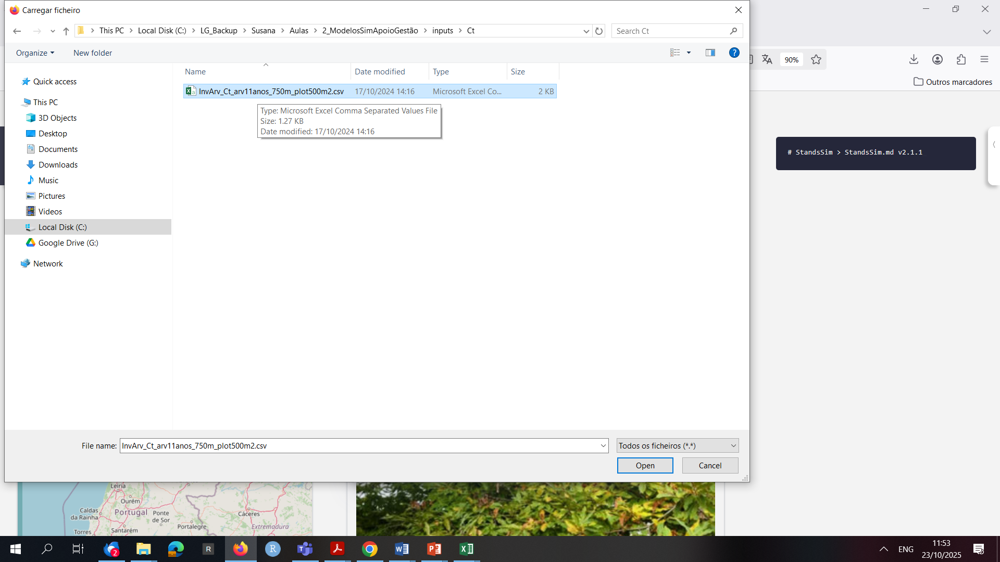 Carregar ficheiro
This PC > Local Disk (C:) > LG_Backup > Susana > Aulas > 2_ModelosSimApoioGestão > inputs > Ct
Search Ct
Organize
New folder
90%
Outros marcadores
Name
Date modified
Type
Size
InvArv_Ct_arv11anos_750m_plot500m2.csv
17/10/2024 14:16
Microsoft Excel Co...
2 KB
Type: Microsoft Excel Comma Separated Values File
Size: 1.27 KB
Date modified: 17/10/2024 14:16
Quick access
This PC
3D Objects
Desktop
Documents
Downloads
Music
Pictures
Videos
Local Disk (C:)
Google Drive (G:)
Network
# StandsSim > StandsSim.md v2.1.1
File name:
InvArv_Ct_arv11anos_750m_plot500m2.csv
Todos os ficheiros (*.*)
Open
Cancel
Leiria
Ourém
Caldas
da Rainha
Portugal
Ponte
de Sor
Cáceres
Portalegre
Extremadura
Torres
Santarém
2
R
R
ENG
11:53
23/10/2025